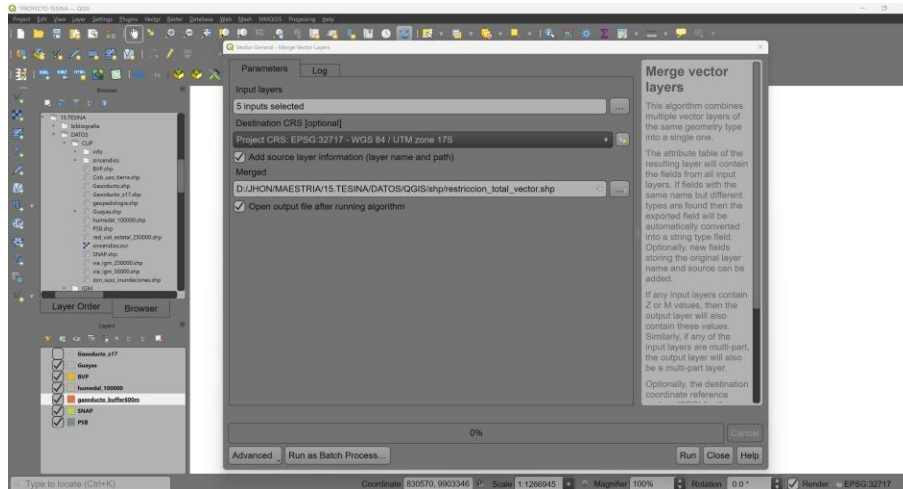 *PROYECTO TESINA — QGIS
Project Edit View Layer Settings Plugins Vector Raster Database Web Mesh MMQGIS Processing Help
Vector General - Merge Vector Layers
Parameters Log
Input layers
5 inputs selected
Destination CRS [optional]
Project CRS: EPSG:32717 - WGS 84 / UTM zone 17S
Add source layer information (layer name and path)
Merged
D:/JHON/MAESTRIA/15.TESINA/DATOS/QGIS/shp/restriccion_total_vector.shp
Open output file after running algorithm
Merge vector
layers
This algorithm combines
multiple vector layers of
the same geometry type
into a single one.
The attribute table of the
resulting layer will contain
the fields from all input
layers. If fields with the
same name but different
types are found then the
exported field will be
automatically converted
into a string type field.
Optionally, new fields
storing the original layer
name and source can be
added.
If any input layers contain
Z or M values, then the
output layer will also
contain these values.
Similarly, if any of the
input layers are multi-part,
the output layer will also
be a multi-part layer.
Optionally, the destination
coordinate reference
0%
Cancel
Advanced
Run as Batch Process...
Run Close Help
Browser
15.TESINA
bibliografia
DATOS
CLIP
info
sincendios
BVP.shp
Cob_uso_tierra.shp
Gasoducto.shp
Gasoducto_z17.shp
geopedologia.shp
Guayas.shp
humedal_100000.shp
PSB.shp
red_vial_estatal_250000.shp
sincendios.ovr
SNAP.shp
via_igm_250000.shp
via_igm_50000.shp
zon_susc_inundaciones.shp
IGM
Layer Order Browser
Layers
Gasoducto_z17
Guayas
BVP
humedal_100000
gasoducto_buffer600m
SNAP
PSB
Type to locate (Ctrl+K)
Coordinate 830570, 9903346 Scale 1:1266945 Magnifier 100% Rotation 0.0° Render EPSG:32717